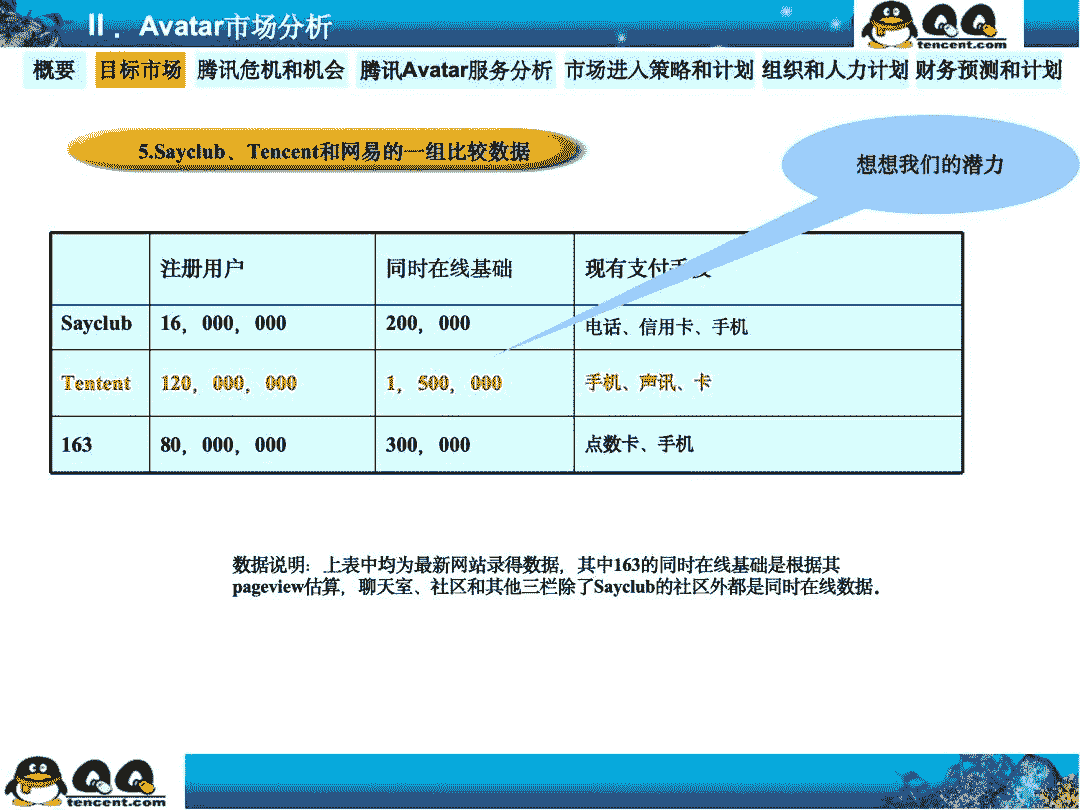 II．Avatar市场分析
QQ
tencent.com
概要 目标市场 腾讯危机和机会 腾讯Avatar服务分析 市场进入策略和计划 组织和人力计划 财务预测和计划
5.Sayclub、Tencent和网易的一组比较数据
想想我们的潜力
注册用户 同时在线基础 现有支付手段
Sayclub 16，000，000 200，000 电话、信用卡、手机
Tentent 120，000，000 1，500，000 手机、声讯、卡
163 80，000，000 300，000 点数卡、手机
数据说明：上表中均为最新网站录得数据，其中163的同时在线基础是根据其
pageview估算，聊天室、社区和其他三栏除了Sayclub的社区外都是同时在线数据．
QQ
tencent.com